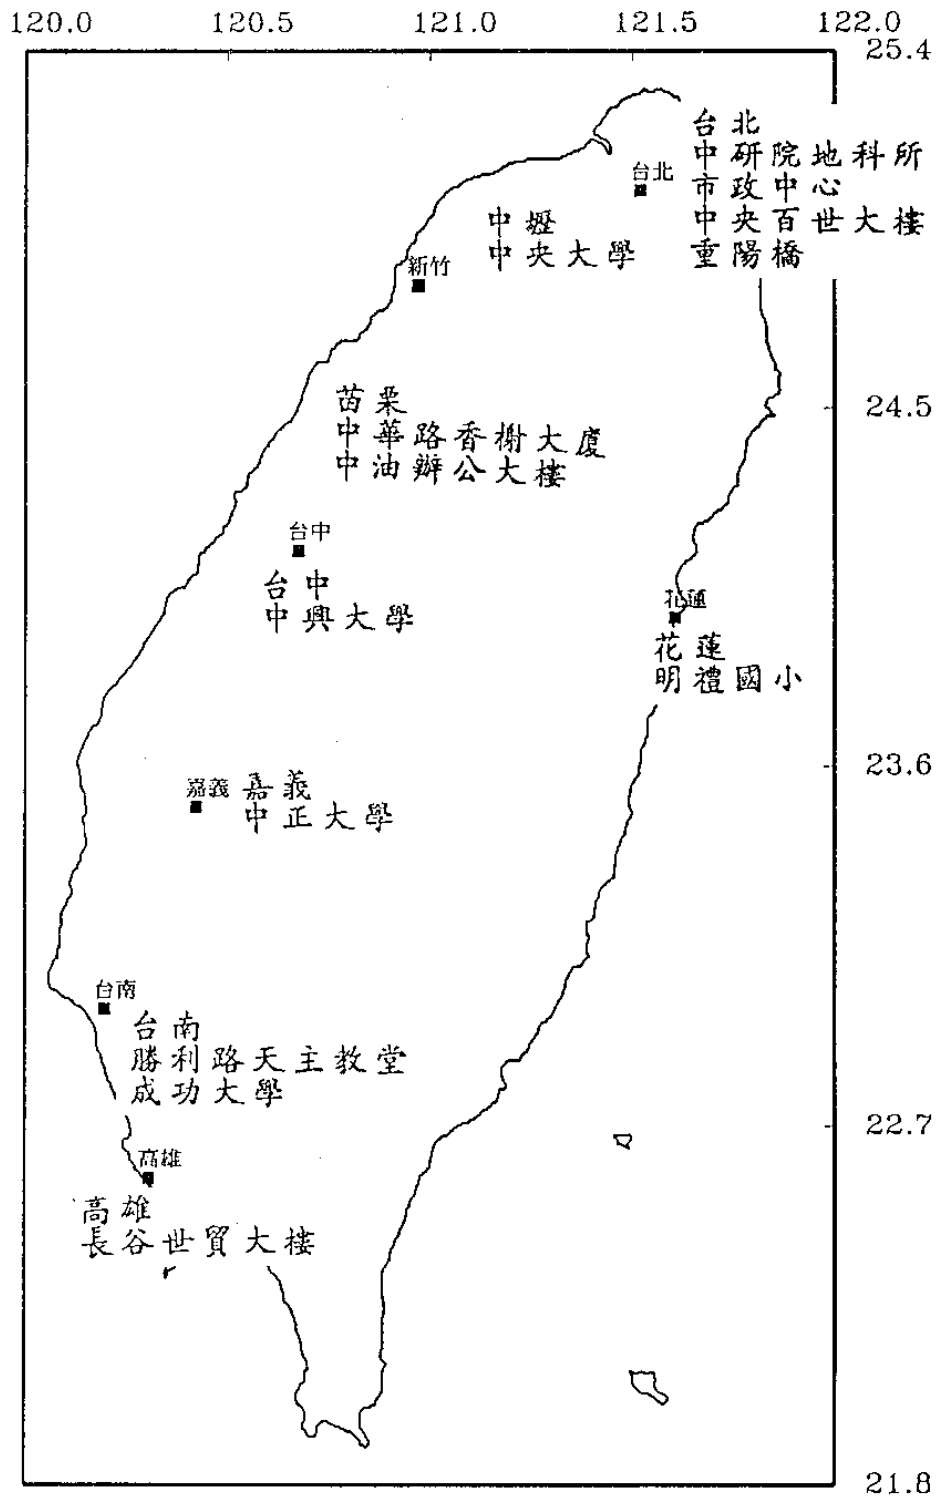 120.0 120.5 121.0 121.5 122.0
25.4
台北
中研院地科所
台北
市政中心
中央百世大樓
重陽橋
中壢
中央大學
新竹
苗栗
24.5
中華路香榭大廈
中油辦公大樓
台中
台中
中興大學
花蓮
花蓮
明禮國小
23.6
嘉義
嘉義
中正大學
台南
台南
勝利路天主教堂
成功大學
22.7
高雄
高雄
長谷世貿大樓
21.8